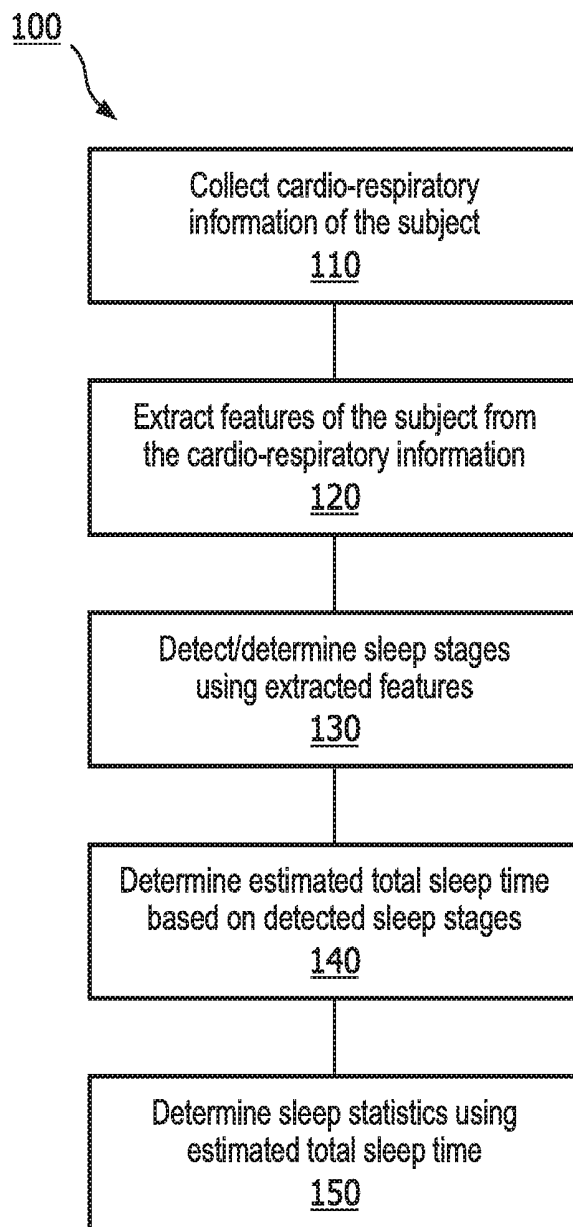 100
Collect cardio-respiratory
information of the subject
110
Extract features of the subject from
the cardio-respiratory information
120
Detect/determine sleep stages
using extracted features
130
Determine estimated total sleep time
based on detected sleep stages
140
Determine sleep statistics using
estimated total sleep time
150